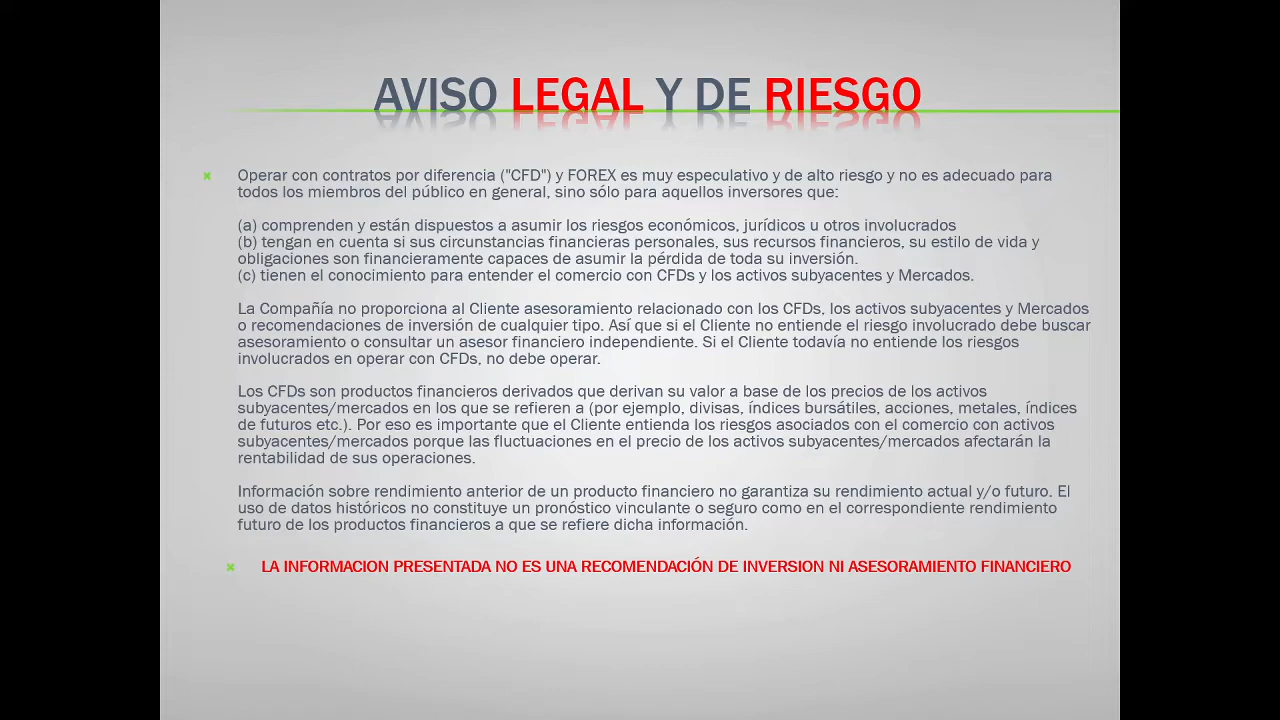 AVISO LEGAL Y DE RIESGO
Operar con contratos por diferencia ("CFD") y FOREX es muy especulativo y de alto riesgo y no es adecuado para
todos los miembros del público en general, sino sólo para aquellos inversores que:
(a) comprenden y están dispuestos a asumir los riesgos económicos, jurídicos u otros involucrados
(b) tengan en cuenta si sus circunstancias financieras personales, sus recursos financieros, su estilo de vida y
obligaciones son financieramente capaces de asumir la pérdida de toda su inversión.
(c) tienen el conocimiento para entender el comercio con CFDs y los activos subyacentes y Mercados.
La Compañía no proporciona al Cliente asesoramiento relacionado con los CFDs, los activos subyacentes y Mercados
o recomendaciones de inversión de cualquier tipo. Así que si el Cliente no entiende el riesgo involucrado debe buscar
asesoramiento o consultar un asesor financiero independiente. Si el Cliente todavía no entiende los riesgos
involucrados en operar con CFDs, no debe operar.
Los CFDs son productos financieros derivados que derivan su valor a base de los precios de los activos
subyacentes/mercados en los que se refieren a (por ejemplo, divisas, índices bursátiles, acciones, metales, índices
de futuros etc.). Por eso es importante que el Cliente entienda los riesgos asociados con el comercio con activos
subyacentes/mercados porque las fluctuaciones en el precio de los activos subyacentes/mercados afectarán la
rentabilidad de sus operaciones.
Información sobre rendimiento anterior de un producto financiero no garantiza su rendimiento actual y/o futuro. El
uso de datos históricos no constituye un pronóstico vinculante o seguro como en el correspondiente rendimiento
futuro de los productos financieros a que se refiere dicha información.
LA INFORMACION PRESENTADA NO ES UNA RECOMENDACIÓN DE INVERSION NI ASESORAMIENTO FINANCIERO